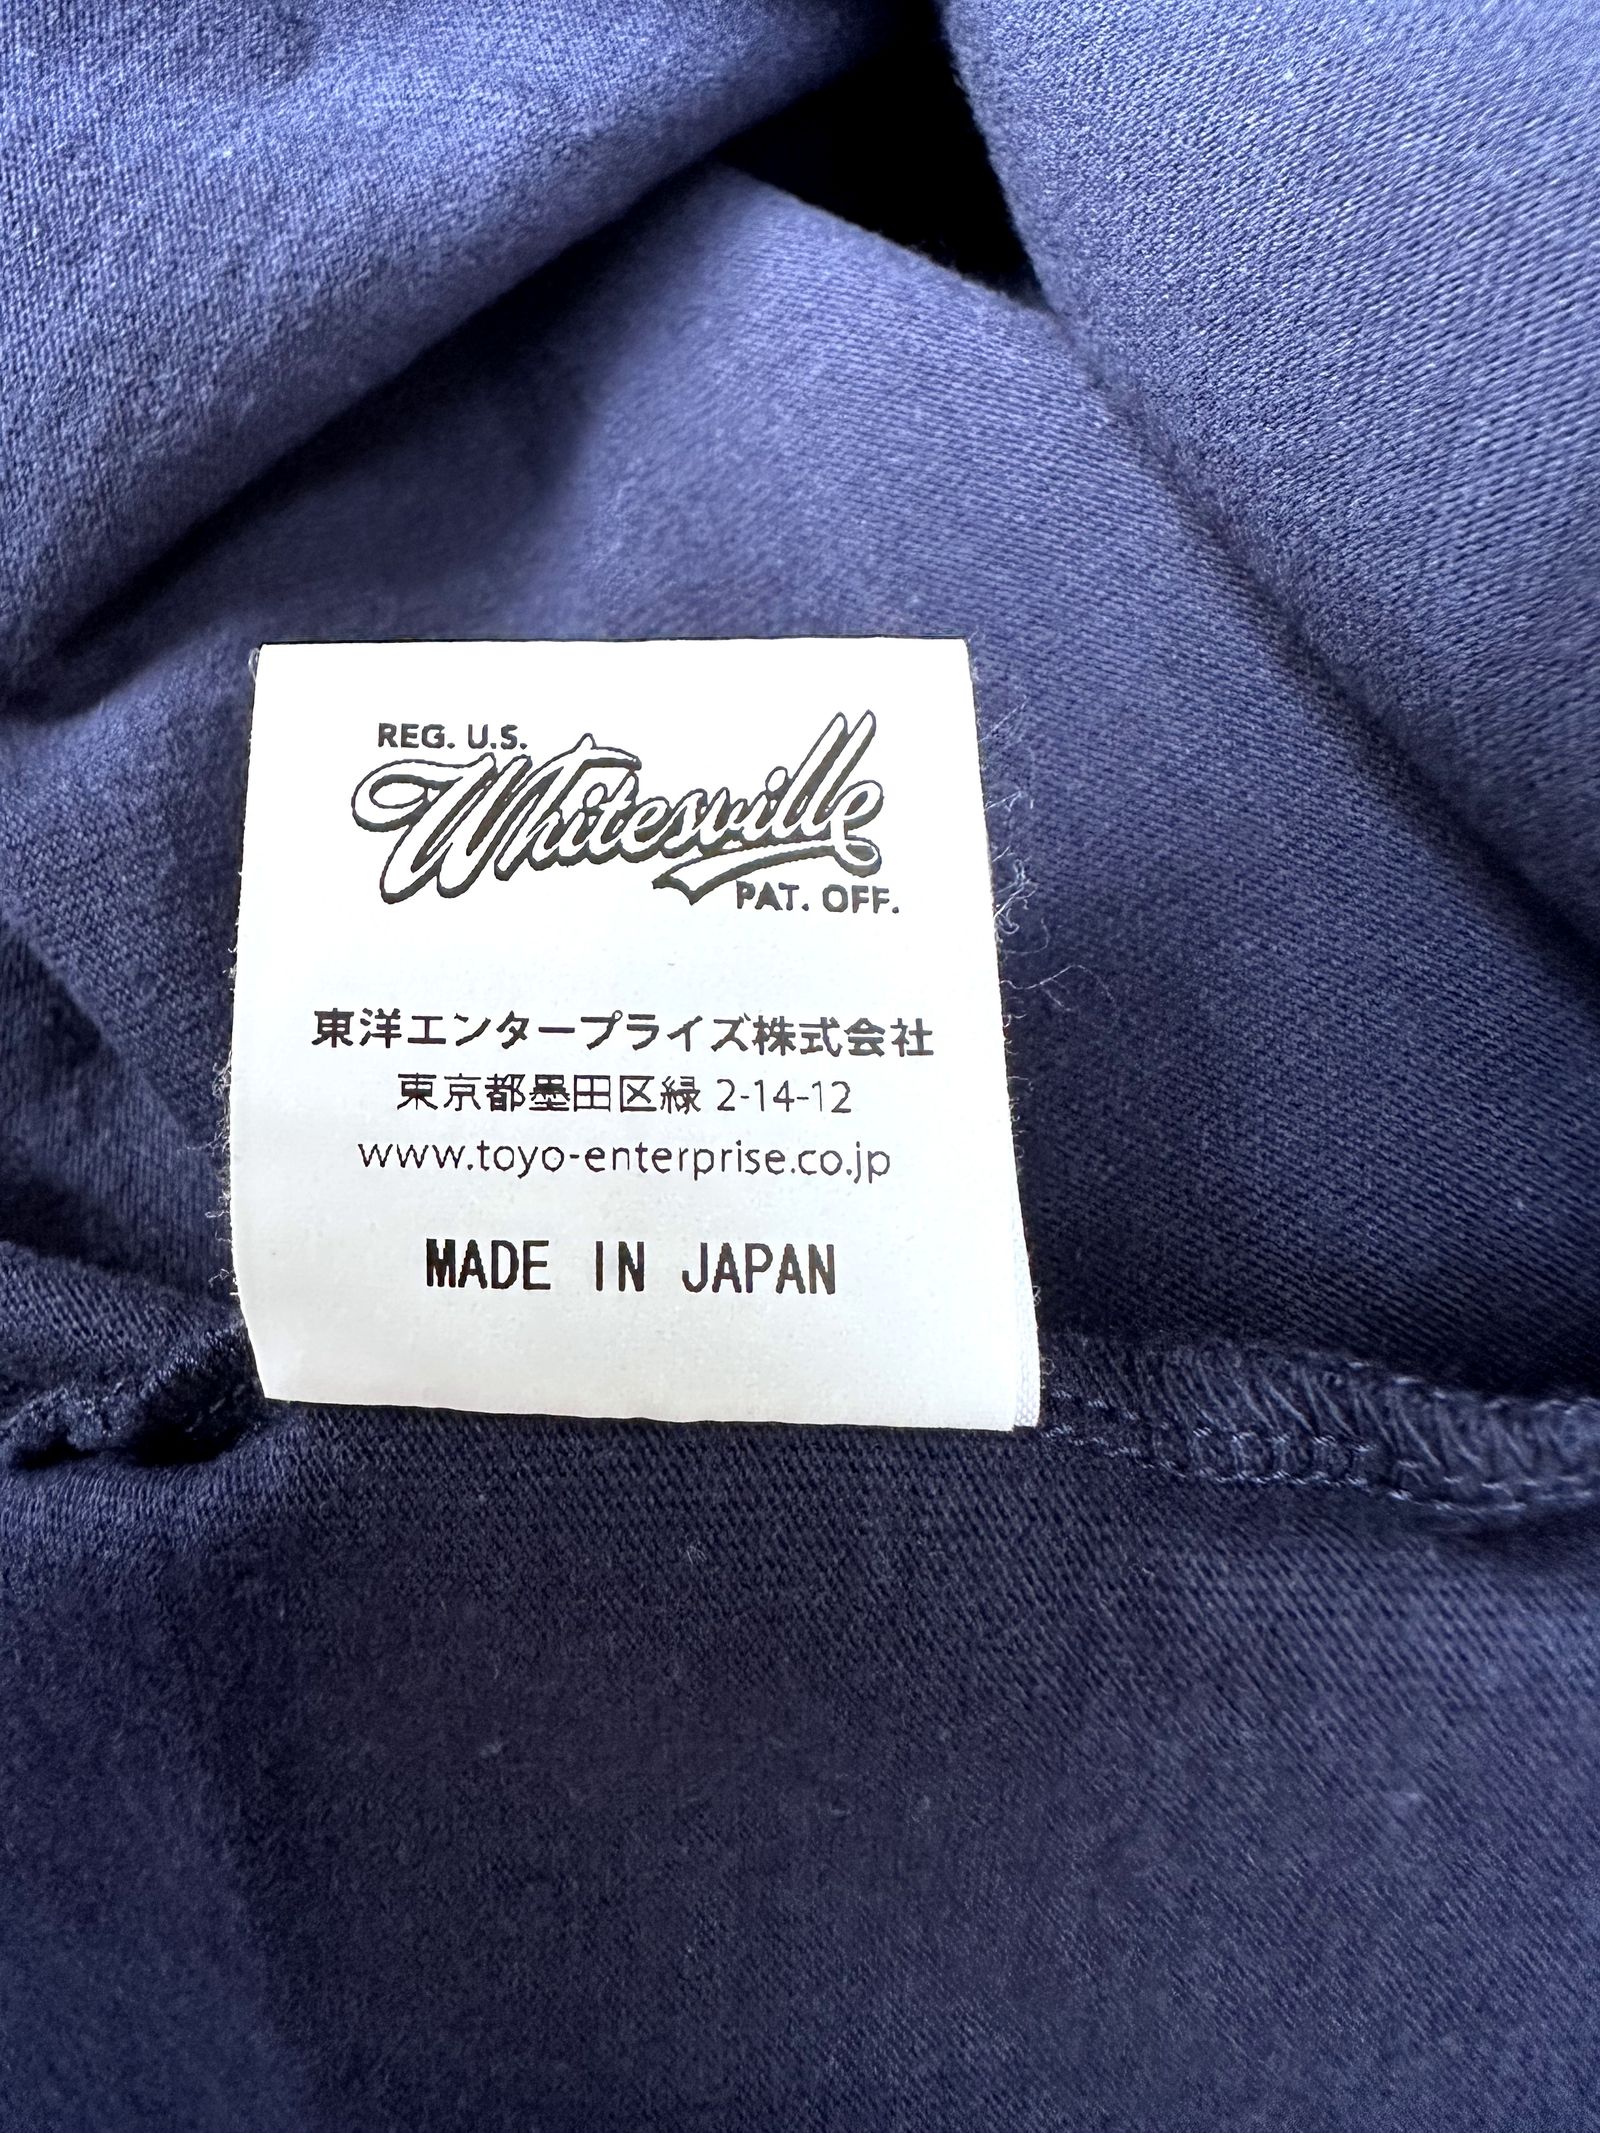 REG. U.S.
Whitesville
PAT. OFF.
東洋エンタープライズ株式会社
東京都墨田区緑 2-14-12
www.toyo-enterprise.co.jp
MADE IN JAPAN